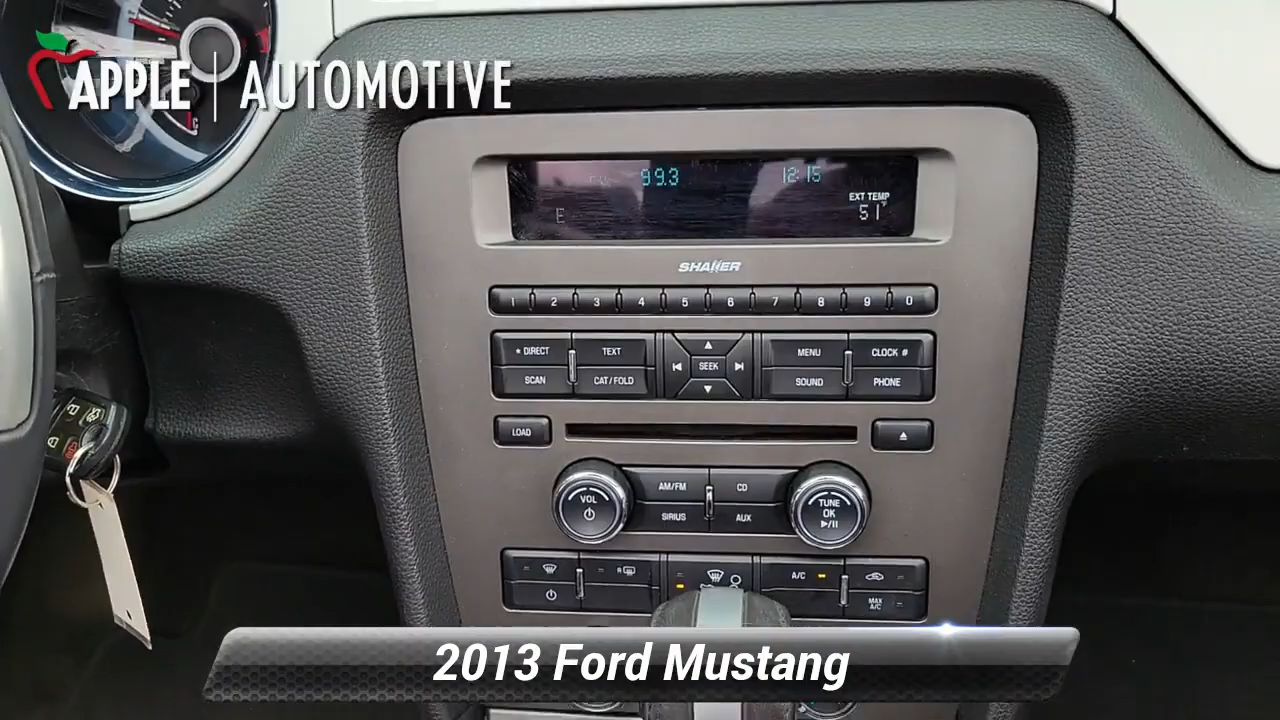 APPLE AUTOMOTIVE
99.3 12:15
EXT TEMP
E 51°F
SHAKER
1 2 3 4 5 6 7 8 9 0
* DIRECT TEXT MENU CLOCK #
SEEK
SCAN CAT / FOLD SOUND PHONE
LOAD
AM/FM CD
VOL TUNE
OK
SIRIUS AUX
A/C
R
MAX
A/C
2013 Ford Mustang